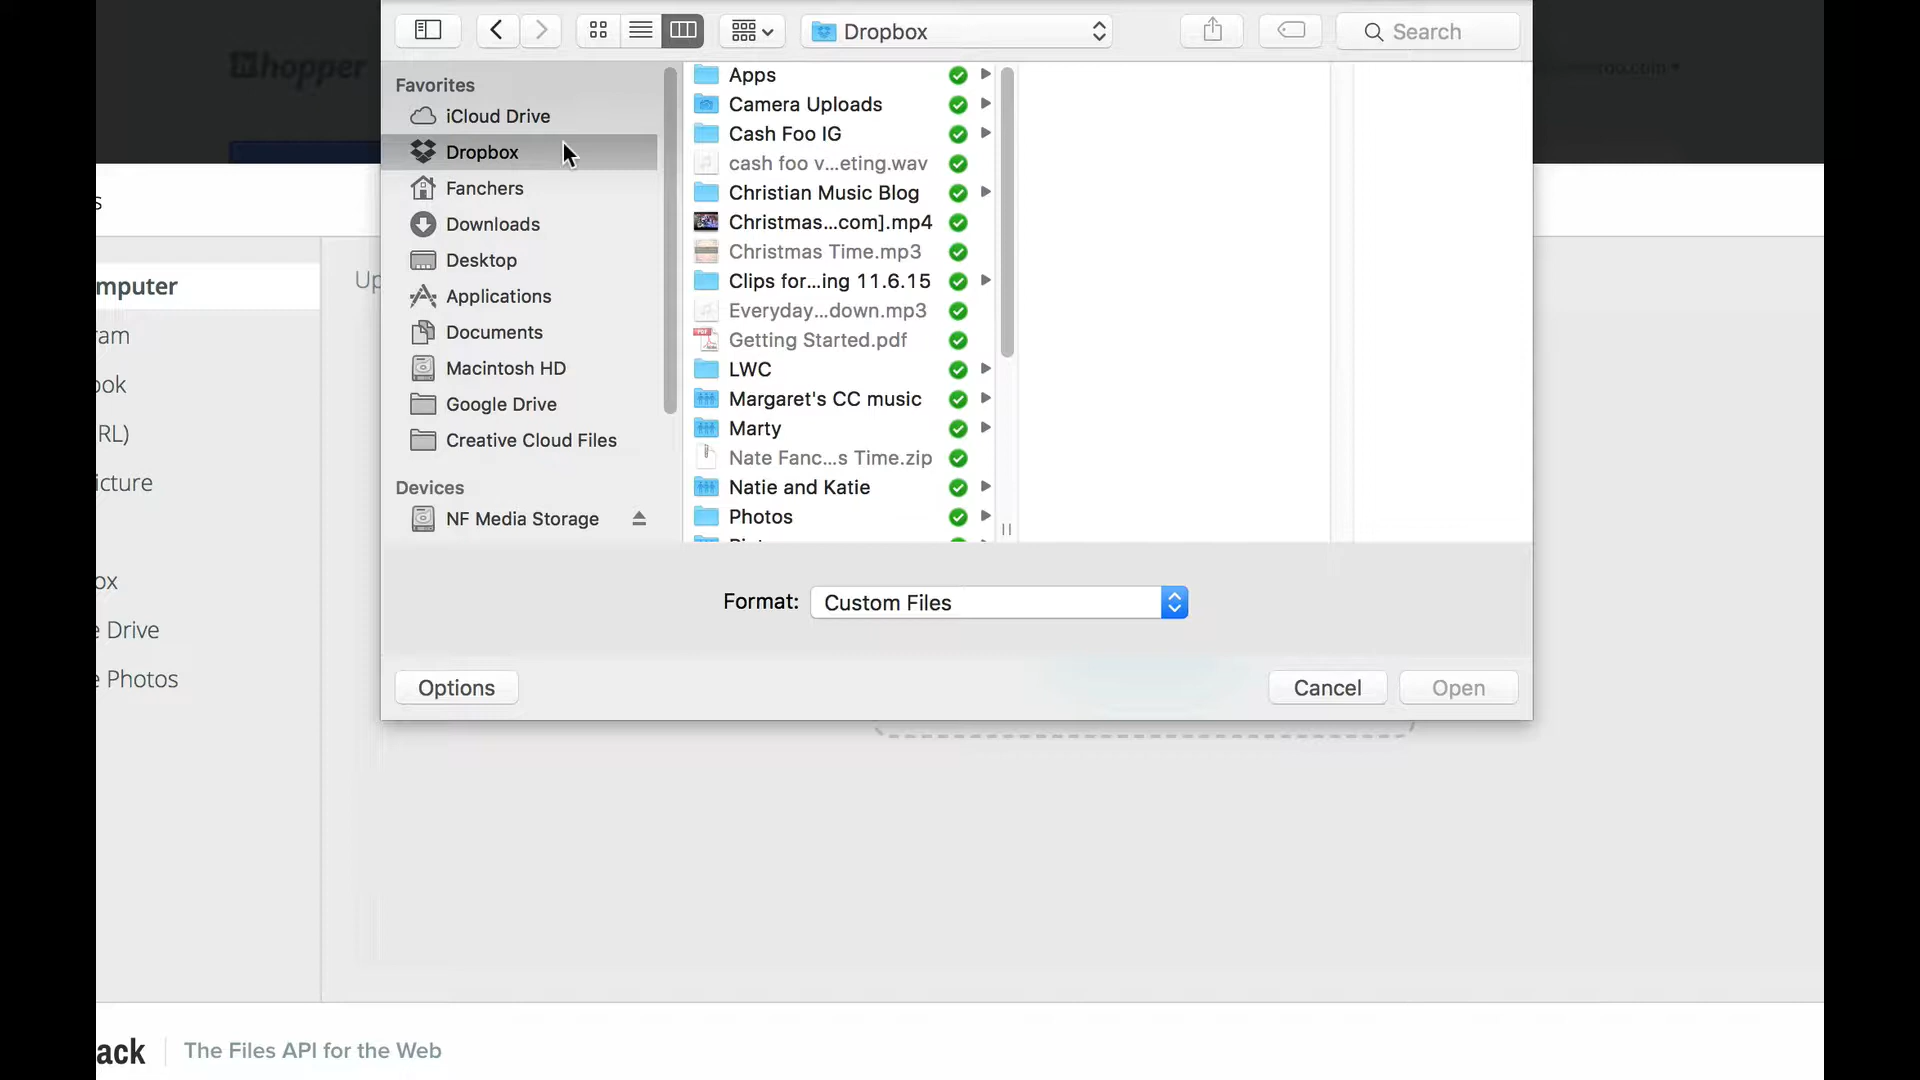 hopper
Dropbox
Search
Favorites
iCloud Drive
Dropbox
Fanchers
Downloads
Desktop
Applications
Documents
Macintosh HD
Google Drive
Creative Cloud Files
Devices
NF Media Storage
Apps
Camera Uploads
Cash Foo IG
cash foo v...eting.wav
Christian Music Blog
Christmas...com].mp4
Christmas Time.mp3
Clips for...ing 11.6.15
Everyday...down.mp3
Getting Started.pdf
LWC
Margaret's CC music
Marty
Nate Fanc...s Time.zip
Natie and Katie
Photos
Format: Custom Files
Options
Cancel
Open
s
mputer
Up
ram
ook
RL)
icture
ox
e Drive
e Photos
ack
The Files API for the Web